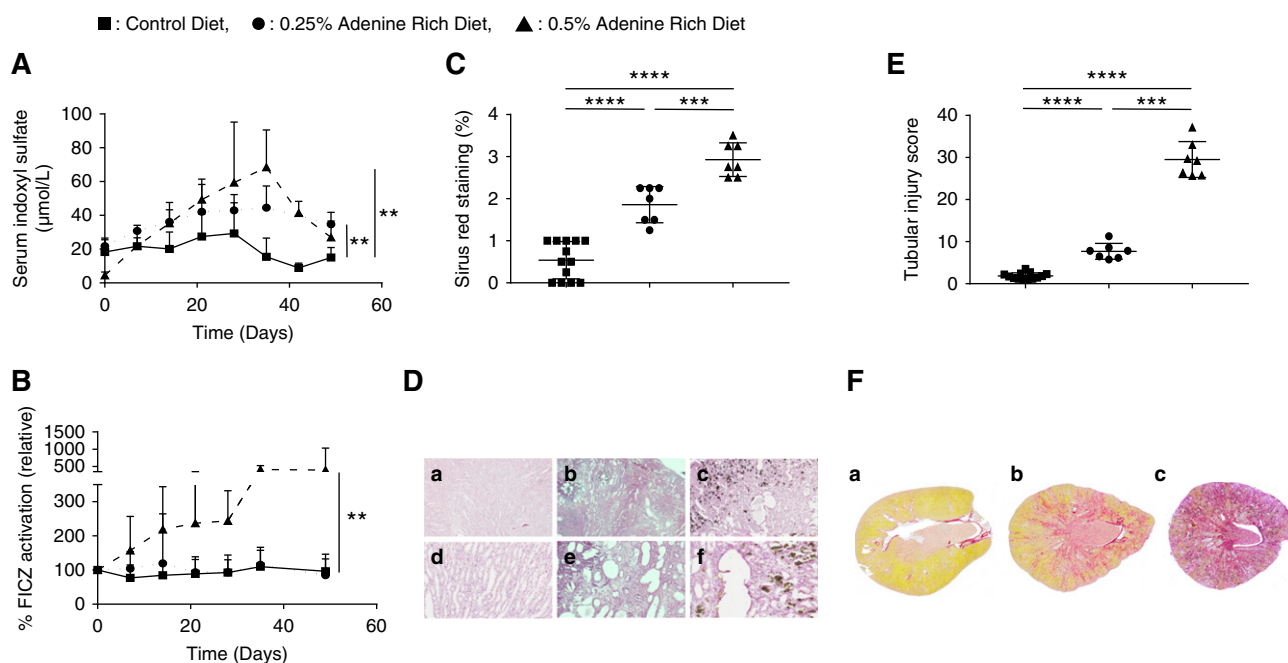 ■ : Control Diet, ● : 0.25% Adenine Rich Diet, ▲ : 0.5% Adenine Rich Diet
A
Serum indoxyl sulfate
(µmol/L)
100
80
60
40
20
0
0 20 40 60
Time (Days)
**
**
C
Sirus red staining (%)
4
3
2
1
0
****
**** ***
E
Tubular injury score
40
30
20
10
0
****
**** ***
B
% FICZ activation (relative)
1500
1000
500
300
200
100
0
0 20 40 60
Time (Days)
**
D
a b c
d e f
F
a b c